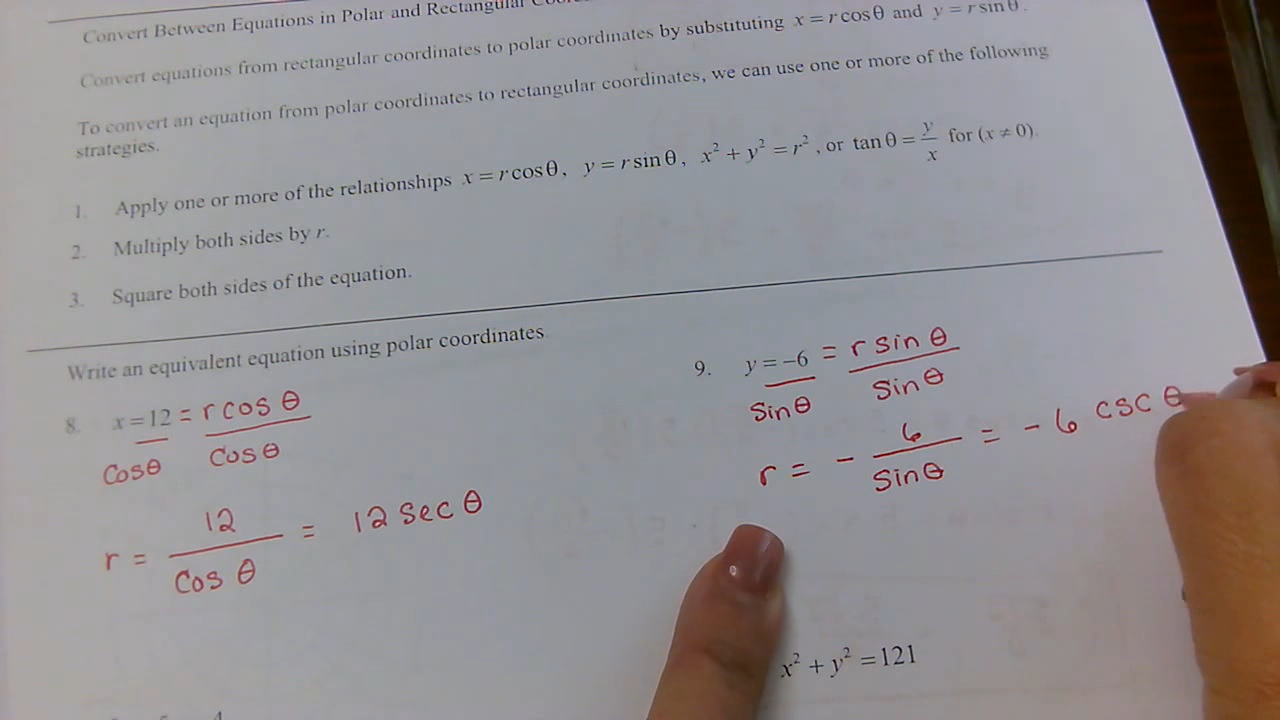 Convert Between Equations in Polar and Rectangular
Convert equations from rectangular coordinates to polar coordinates by substituting x = r cos θ and y = r sin θ.
To convert an equation from polar coordinates to rectangular coordinates, we can use one or more of the following
strategies.
1. Apply one or more of the relationships x = r cos θ, y = r sin θ, x² + y² = r², or tan θ = y/x for (x ≠ 0).
2. Multiply both sides by r.
3. Square both sides of the equation.
Write an equivalent equation using polar coordinates.
8. x = 12 = r cos θ
cos θ cos θ
r = 12/cos θ = 12 sec θ
9. y = –6 = r sin θ
sin θ sin θ
r = - 6/sin θ = -6 csc θ
x² + y² = 121